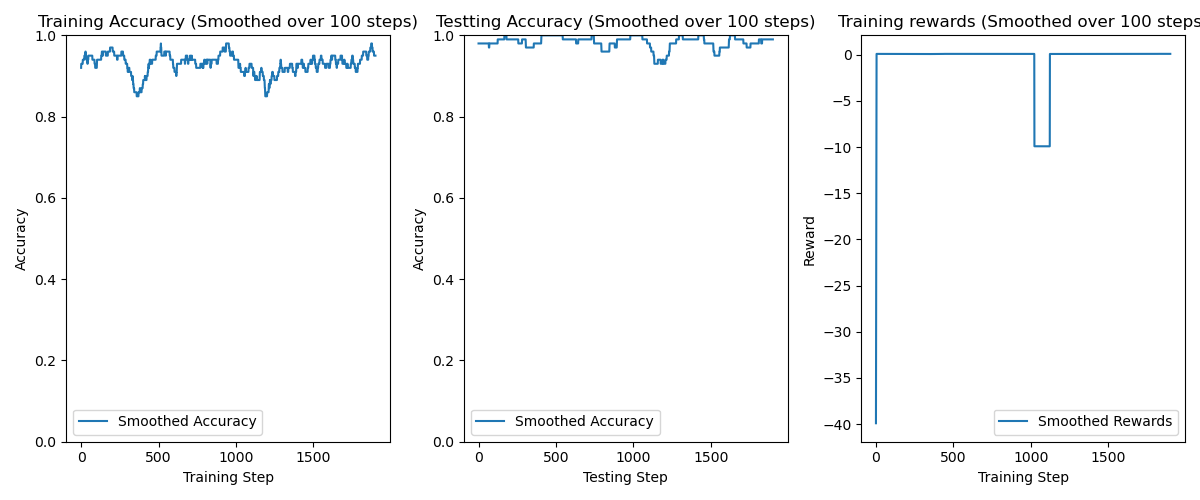 Training Accuracy (Smoothed over 100 steps)
1.0
0.8
0.6
0.4
0.2
0.0
Accuracy
0 500 1000 1500
Training Step
Smoothed Accuracy
Testting Accuracy (Smoothed over 100 steps)
1.0
0.8
0.6
0.4
0.2
0.0
Accuracy
0 500 1000 1500
Testing Step
Smoothed Accuracy
Training rewards (Smoothed over 100 steps
0
−5
−10
−15
−20
−25
−30
−35
−40
Reward
0 500 1000 1500
Training Step
Smoothed Rewards